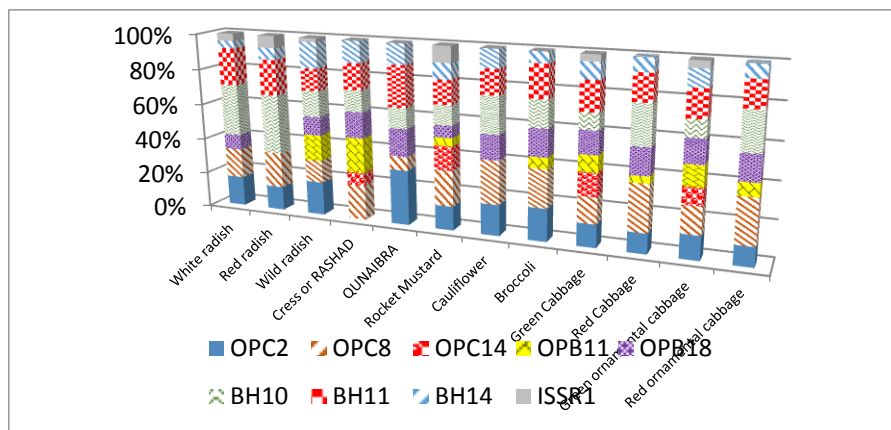 100%
80%
60%
40%
20%
0%
White radish
Red radish
Wild radish
Cress or RASHAD
QUNAIBRA
Rocket Mustard
Cauliflower
Broccoli
Green Cabbage
Red Cabbage
Green ornamental cabbage
Red ornamental cabbage
OPC2 OPC8 OPC14 OPB11 OPB18
BH10 BH11 BH14 ISSR1